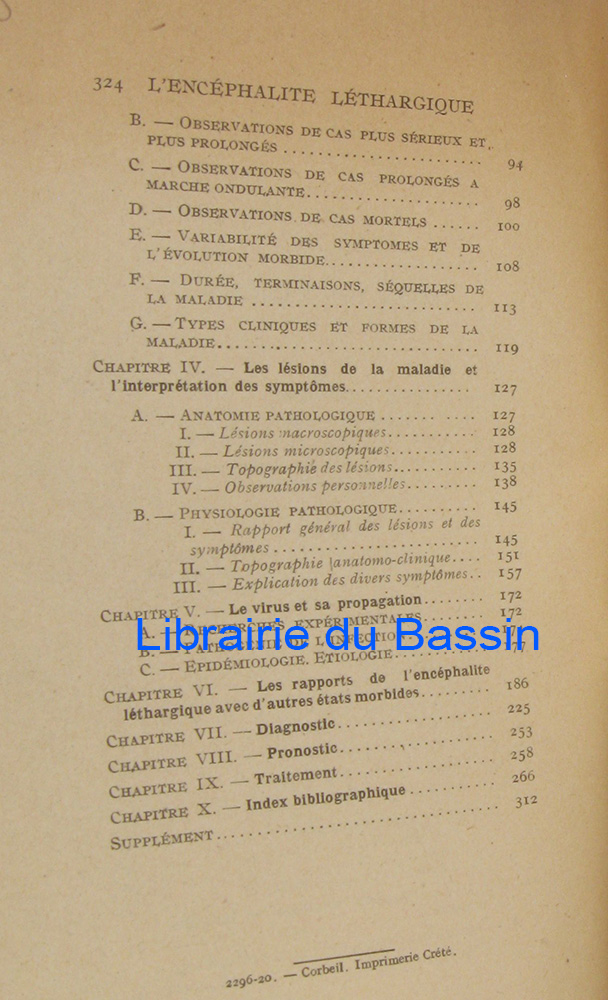 324 L'ENCÉPHALITE LÉTHARGIQUE
B. — OBSERVATIONS DE CAS PLUS SÉRIEUX ET
PLUS PROLONGÉS .................... 94
C. — OBSERVATIONS DE CAS PROLONGÉS A
MARCHE ONDULANTE.................... 98
D. — OBSERVATIONS DE CAS MORTELS ...... 100
E. — VARIABILITÉ DES SYMPTOMES ET DE
L'ÉVOLUTION MORBIDE.................. 108
F. — DURÉE, TERMINAISONS, SÉQUELLES DE
LA MALADIE .......................... 113
G. — TYPES CLINIQUES ET FORMES DE LA
MALADIE.............................. 119
CHAPITRE IV. — Les lésions de la maladie et
l'interprétation des symptômes................ 127
A. — ANATOMIE PATHOLOGIQUE ........... 127
I. — Lésions macroscopiques........... 128
II. — Lésions microscopiques.......... 128
III. — Topographie des lésions.......... 135
IV. — Observations personnelles......... 138
B. — PHYSIOLOGIE PATHOLOGIQUE.......... 145
I. — Rapport général des lésions et des
symptômes ......................... 145
II. — Topographie anatomo-clinique.... 151
III. — Explication des divers symptômes.. 157
CHAPITRE V. — Le virus et sa propagation........ 172
A. — RECHERCHES EXPÉRIMENTALES........ 172
Librairie du Bassin
B. — DE L'INFECTION
C. — EPIDÉMIOLOGIE. ETIOLOGIE..........
CHAPITRE VI. — Les rapports de l'encéphalite
léthargique avec d'autres états morbides......... 186
CHAPITRE VII. — Diagnostic.................. 225
CHAPITRE VIII. — Pronostic.................. 253
CHAPITRE IX. — Traitement.................. 258
CHAPITRE X. — Index bibliographique .......... 266
SUPPLÉMENT................................ 312
2296-20. — Corbeil. Imprimerie Crété.